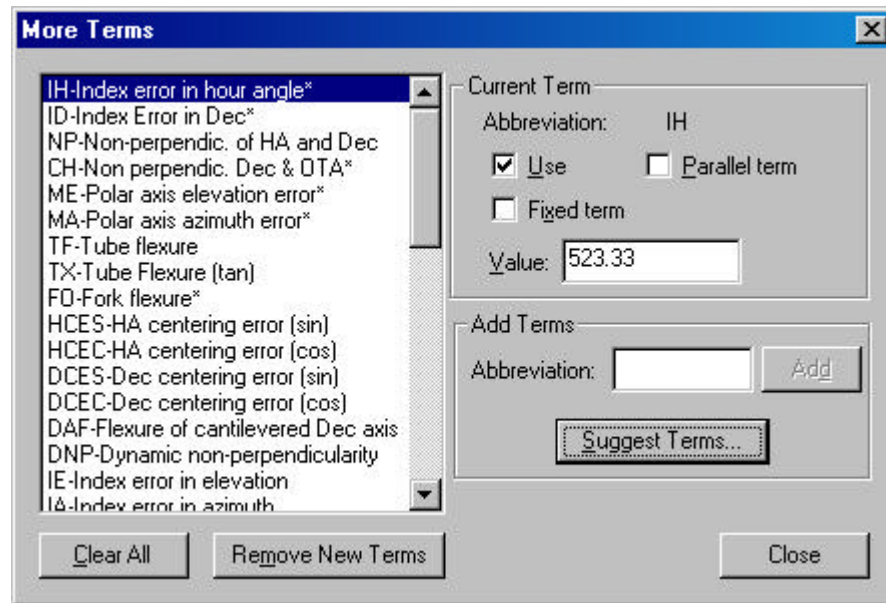 More Terms
IH-Index error in hour angle*
ID-Index Error in Dec*
NP-Non-perpendic. of HA and Dec
CH-Non perpendic. Dec & OTA*
ME-Polar axis elevation error*
MA-Polar axis azimuth error*
TF-Tube flexure
TX-Tube Flexure (tan)
FO-Fork flexure*
HCES-HA centering error (sin)
HCEC-HA centering error (cos)
DCES-Dec centering error (sin)
DCEC-Dec centering error (cos)
DAF-Flexure of cantilevered Dec axis
DNP-Dynamic non-perpendicularity
IE-Index error in elevation
IA-Index error in azimuth
Current Term
Abbreviation: IH
Use Parallel term
Fixed term
Value: 523.33
Add Terms
Abbreviation: Add
Suggest Terms...
Clear All Remove New Terms Close